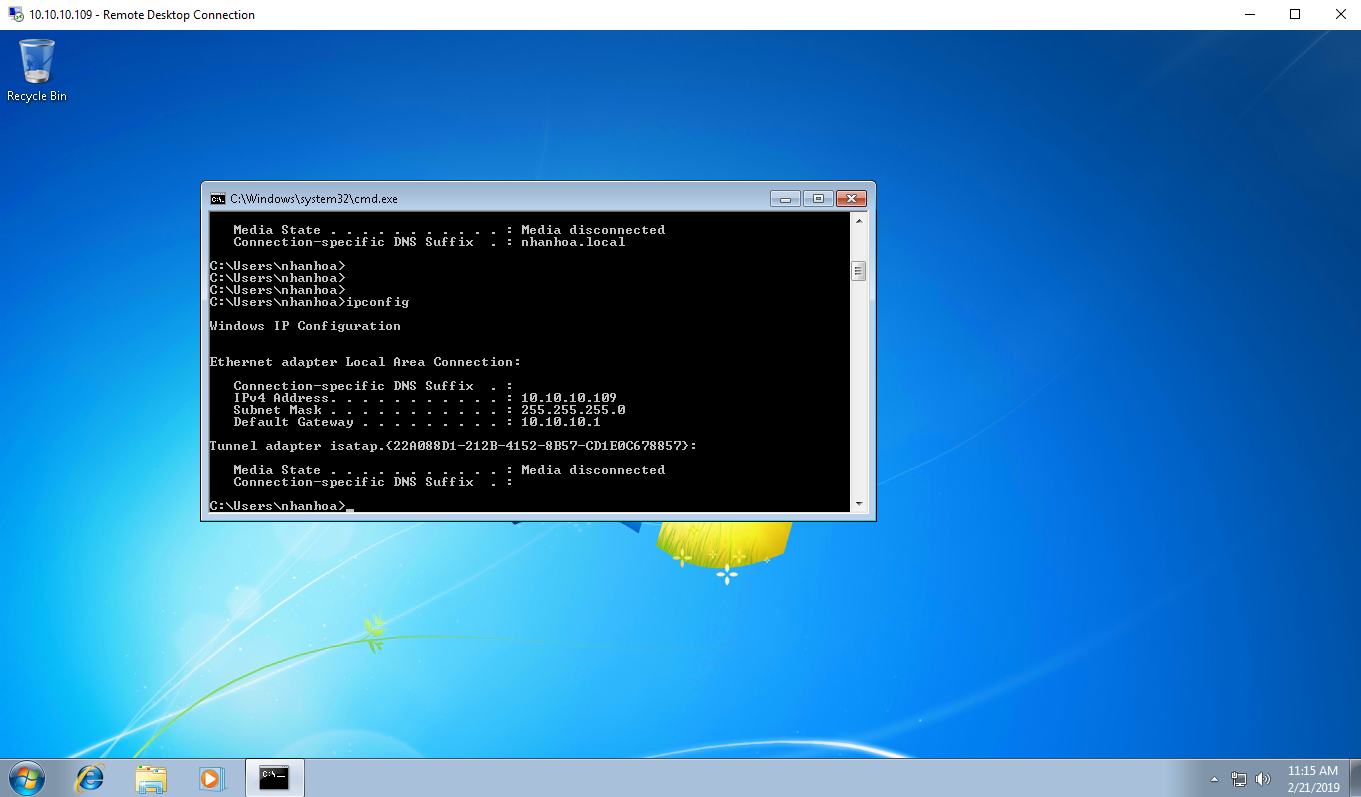 10.10.10.109 - Remote Desktop Connection
Recycle Bin
C:\Windows\system32\cmd.exe
   Media State . . . . . . . . . . . : Media disconnected
   Connection-specific DNS Suffix  . : nhanhoa.local
C:\Users\nhanhoa>
C:\Users\nhanhoa>
C:\Users\nhanhoa>
C:\Users\nhanhoa>ipconfig
Windows IP Configuration
Ethernet adapter Local Area Connection:
   Connection-specific DNS Suffix  . :
   IPv4 Address. . . . . . . . . . . : 10.10.10.109
   Subnet Mask . . . . . . . . . . . : 255.255.255.0
   Default Gateway . . . . . . . . . : 10.10.10.1
Tunnel adapter isatap.{22A088D1-212B-4152-8B57-CD1E0C678857}:
   Media State . . . . . . . . . . . : Media disconnected
   Connection-specific DNS Suffix  . :
C:\Users\nhanhoa>_
11:15 AM
2/21/2019